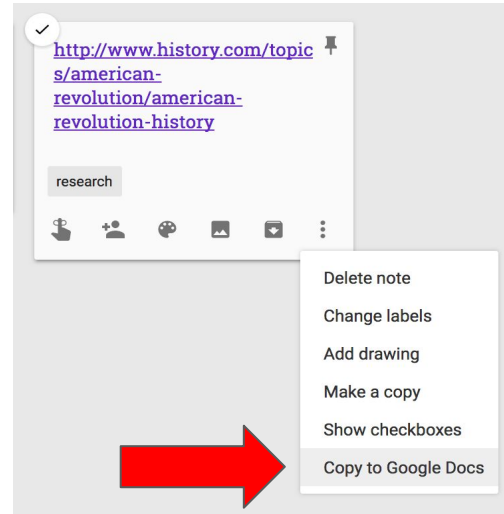 http://www.history.com/topic
s/american-
revolution/american-
revolution-history
research
Delete note
Change labels
Add drawing
Make a copy
Show checkboxes
Copy to Google Docs